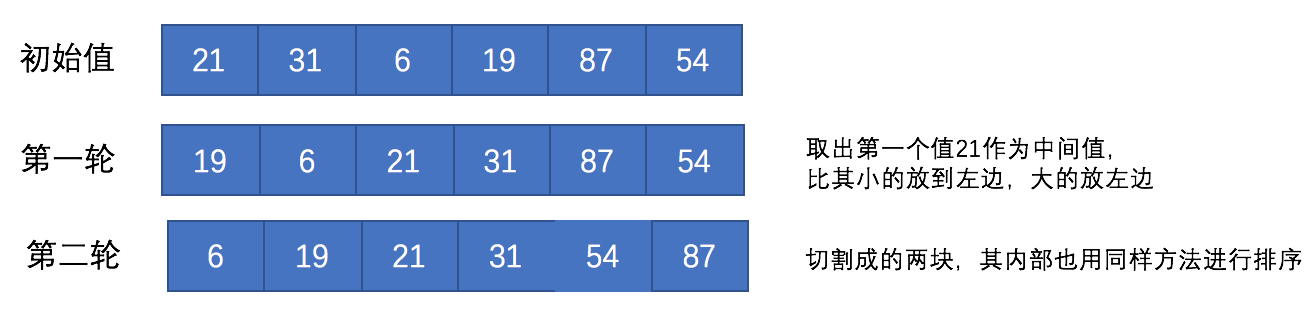 初始值 21 31 6 19 87 54
第一轮 19 6 21 31 87 54
取出第一个值21作为中间值,
比其小的放到左边,大的放左边
第二轮 6 19 21 31 54 87
切割成的两块,其内部也用同样方法进行排序